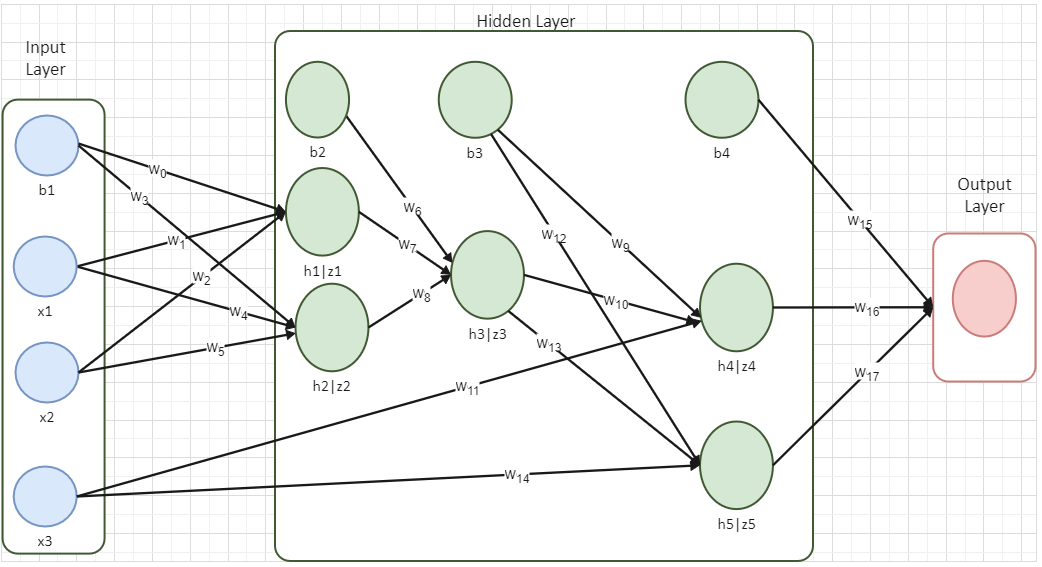 Hidden Layer
Input
Layer
b1
x1
x2
x3
b2
b3
b4
h1|z1
h2|z2
h3|z3
h4|z4
h5|z5
W0
W3
W1
W2
W4
W5
W6
W7
W8
W9
W12
W10
W13
W11
W14
W15
W16
W17
Output
Layer